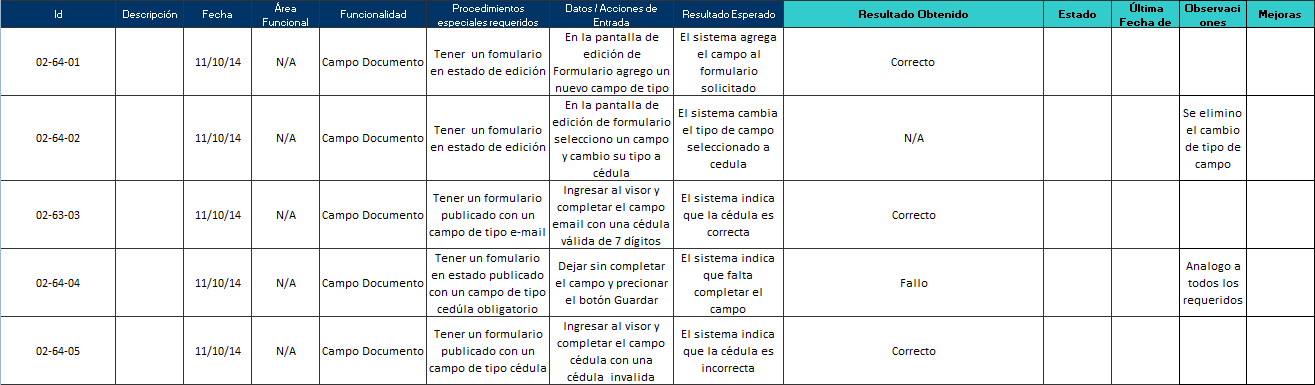 Id Descripción Fecha Área Funcional Funcionalidad Procedimientos especiales requeridos Datos / Acciones de Entrada Resultado Esperado Resultado Obtenido Estado Última Fecha de Observaciones Mejoras
02-64-01 11/10/14 N/A Campo Documento Tener un fomulario en estado de edición En la pantalla de edición de Formulario agrego un nuevo campo de tipo El sistema agrega el campo al formulario solicitado Correcto
02-64-02 11/10/14 N/A Campo Documento Tener un fomulario en estado de edición En la pantalla de edición de formulario selecciono un campo y cambio su tipo a cédula El sistema cambia el tipo de campo seleccionado a cedula N/A Se elimino el cambio de tipo de campo
02-63-03 11/10/14 N/A Campo Documento Tener un formulario publicado con un campo de tipo e-mail Ingresar al visor y completar el campo email con una cédula válida de 7 dígitos El sistema indica que la cédula es correcta Correcto
02-64-04 11/10/14 N/A Campo Documento Tener un fomulario en estado publicado con un campo de tipo cedúla obligatorio Dejar sin completar el campo y precionar el botón Guardar El sistema indica que falta completar el campo Fallo Analogo a todos los requeridos
02-64-05 11/10/14 N/A Campo Documento Tener un formulario publicado con un campo de tipo cédula Ingresar al visor y completar el campo cédula con una cédula invalida El sistema indica que la cédula es incorrecta Correcto